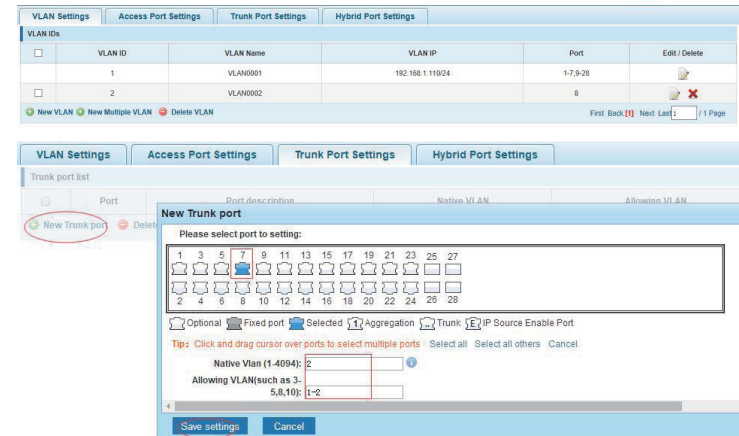 VLAN Settings Access Port Settings Trunk Port Settings Hybrid Port Settings
VLAN IDs
VLAN ID VLAN Name VLAN IP Port Edit / Delete
1 VLAN0001 192.168.1.110/24 1-7,9-28
2 VLAN0002 8
New VLAN New Multiple VLAN Delete VLAN First Back [1] Next Last 1 / 1 Page
VLAN Settings Access Port Settings Trunk Port Settings Hybrid Port Settings
Trunk port list
Port Port description Native VLAN Allowing VLAN
New Trunk port Delet
New Trunk port
Please select port to setting:
1 3 5 7 9 11 13 15 17 19 21 23 25 27
2 4 6 8 10 12 14 16 18 20 22 24 26 28
Optional Fixed port Selected 1 Aggregation Trunk E IP Source Enable Port
Tip: Click and drag cursor over ports to select multiple ports Select all Select all others Cancel
Native Vlan (1-4094): 2
Allowing VLAN(such as 3-
5,8,10): 1-2
Save settings Cancel